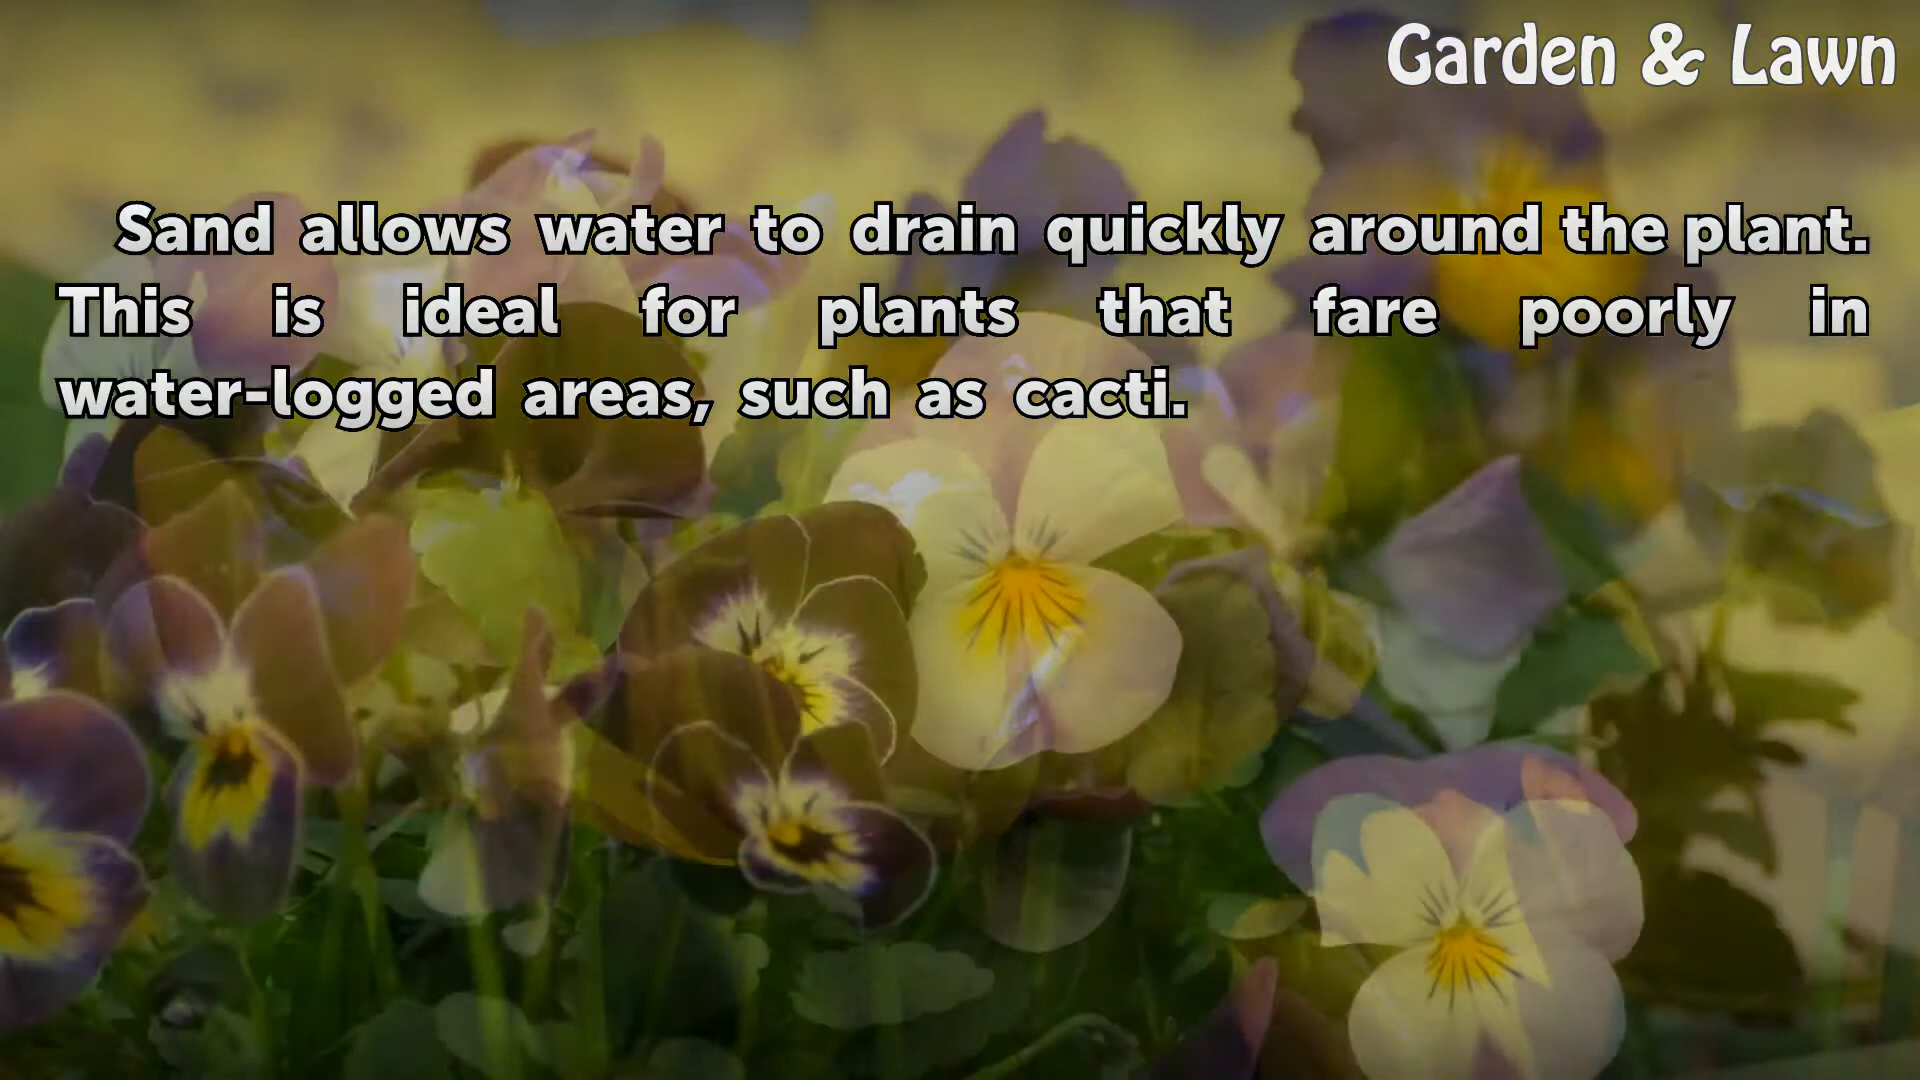 Garden & Lawn
Sand allows water to drain quickly around the plant.
This is ideal for plants that fare poorly in
water-logged areas, such as cacti.